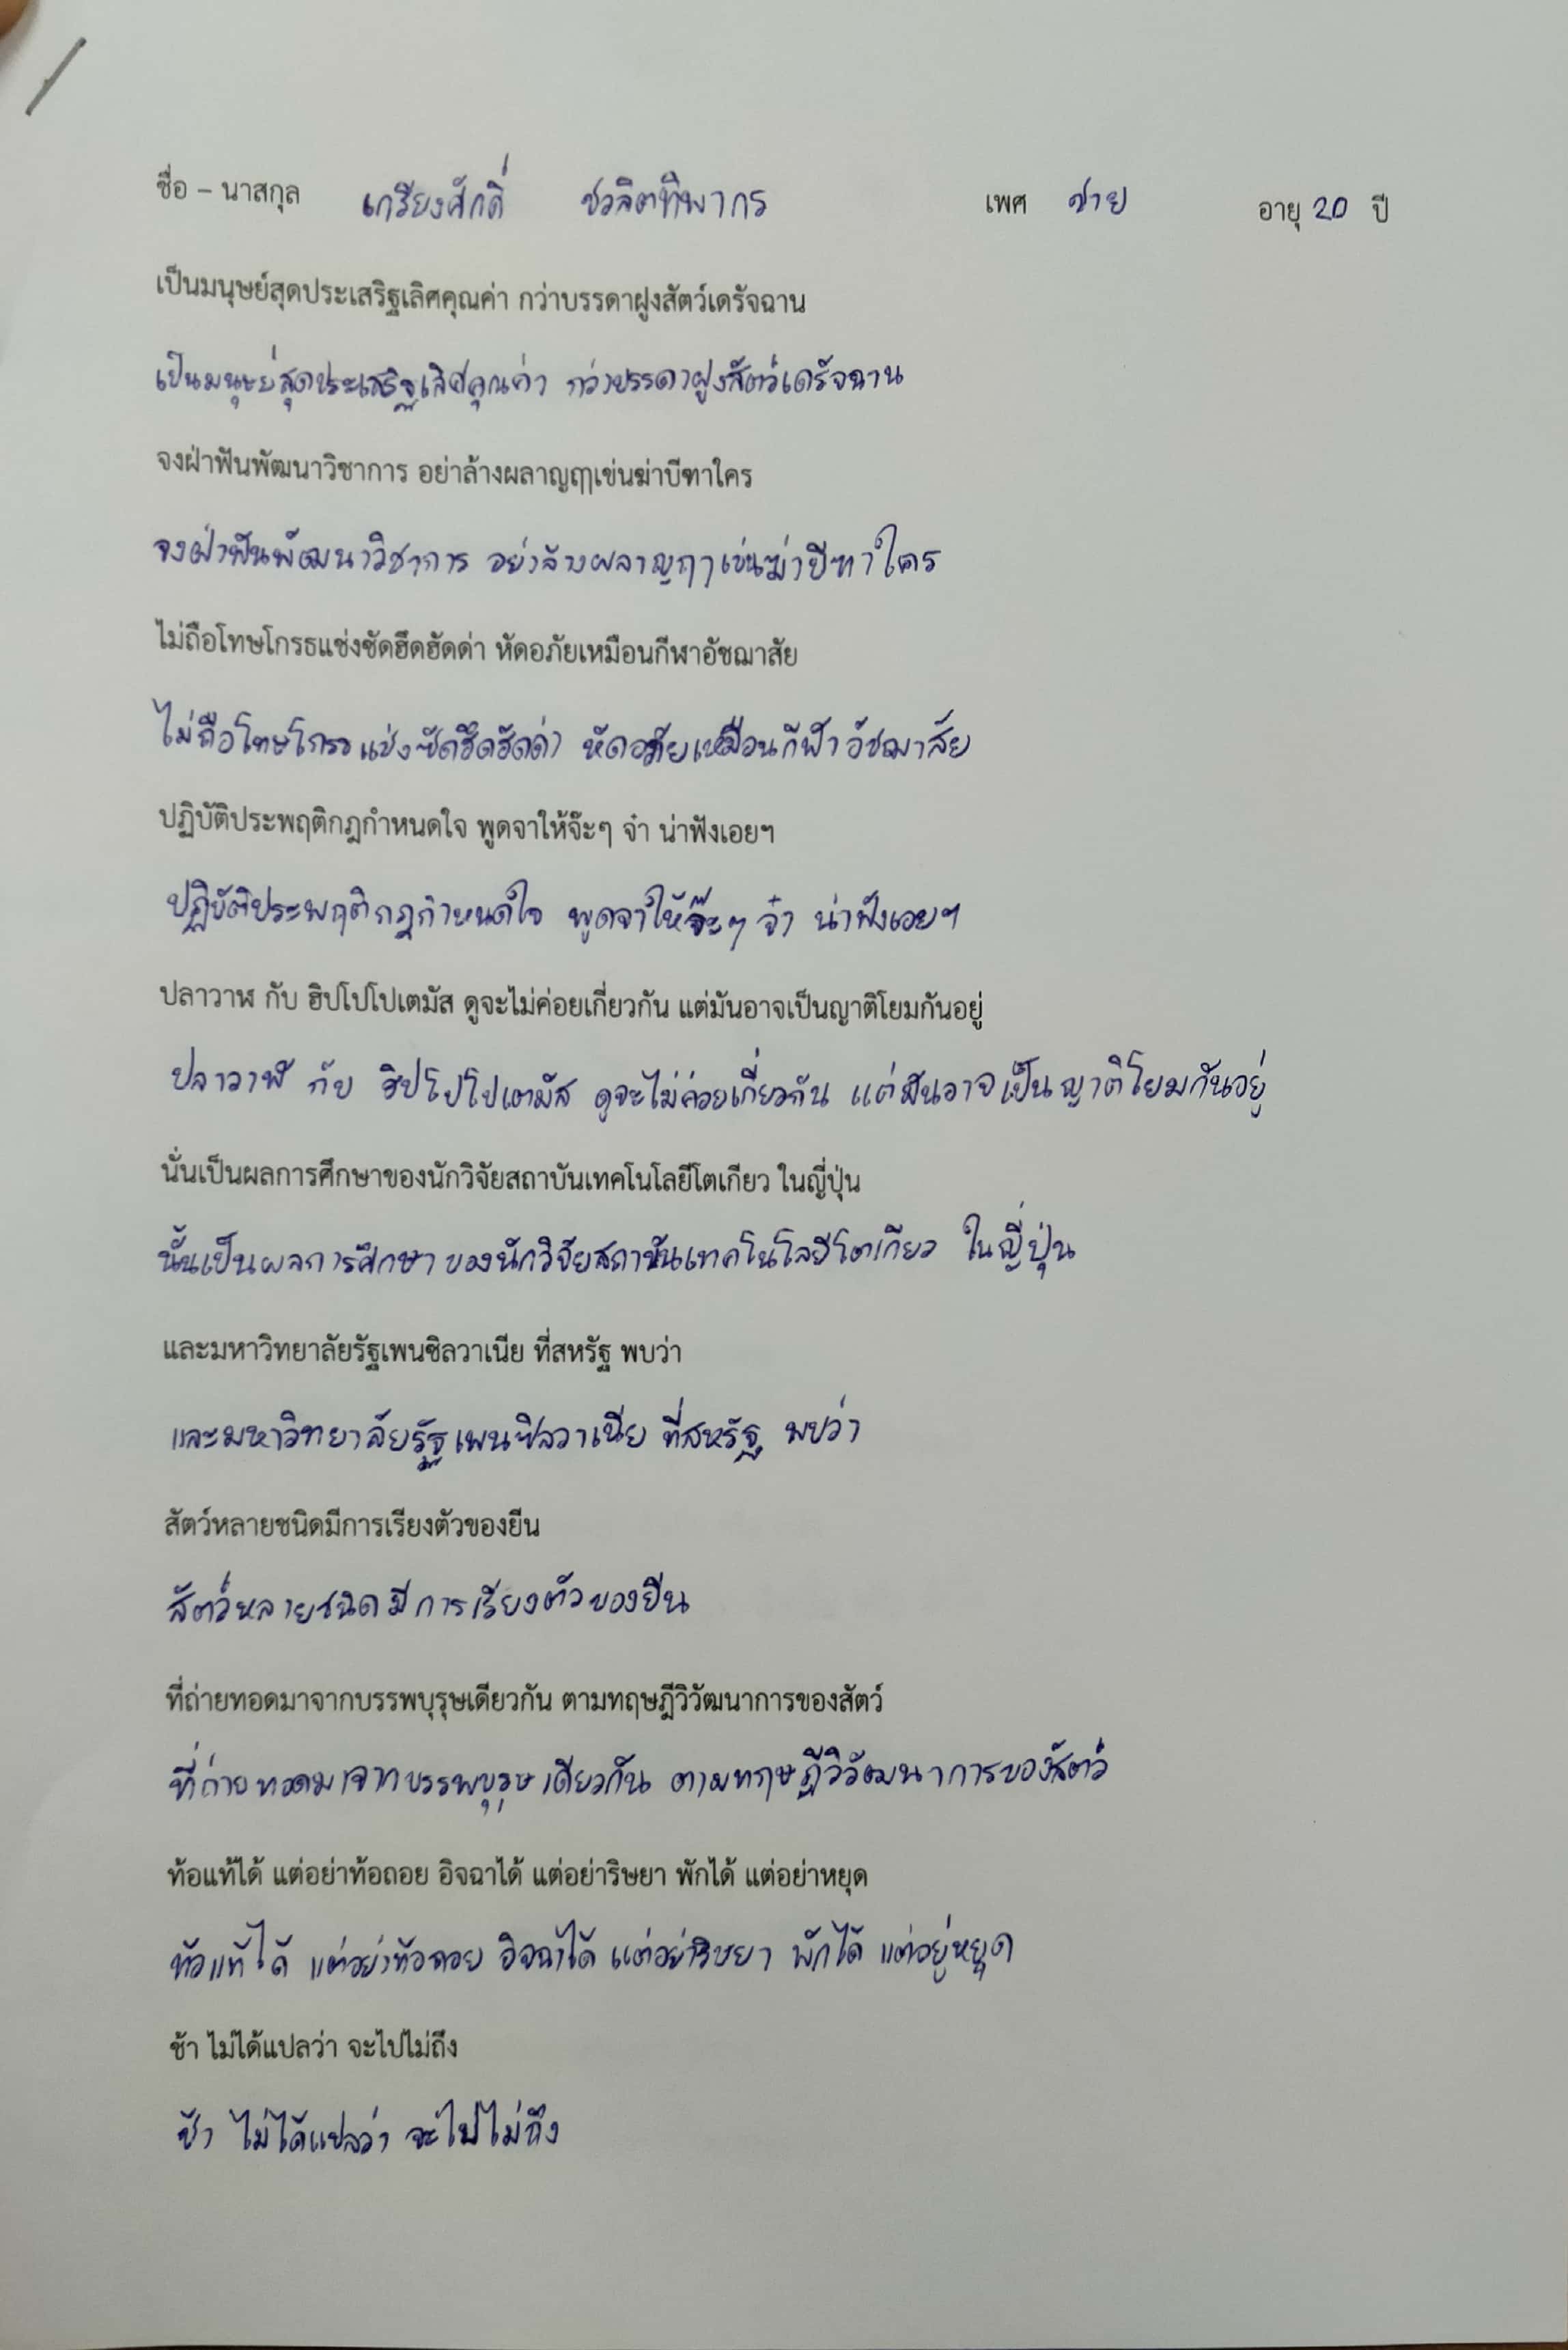 ชื่อ – นาสกุล เกรียงศักดิ์ ชวลิตทิพากร เพศ ชาย อายุ 20 ปี
เป็นมนุษย์สุดประเสริฐเลิศคุณค่า กว่าบรรดาฝูงสัตว์เดรัจฉาน
เป็นมนุษย์สุดประเสริฐเลิศคุณค่า กว่าบรรดาฝูงสัตว์เดรัจฉาน
จงฝ่าฟันพัฒนาวิชาการ อย่าล้างผลาญฤๅเข่นฆ่าบีฑาใคร
จงฝ่าฟันพัฒนาวิชาการ อย่าล้างผลาญฤๅเข่นฆ่าบีฑาใคร
ไม่ถือโทษโกรธแช่งซัดฮึดฮัดด่า หัดอภัยเหมือนกีฬาอัชฌาสัย
ไม่ถือโทษโกรธแช่งซัดฮึดฮัดด่า หัดอภัยเหมือนกีฬาอัชฌาสัย
ปฏิบัติประพฤติกฎกำหนดใจ พูดจาให้จ๊ะๆ จ๋า น่าฟังเอยฯ
ปฏิบัติประพฤติกฎกำหนดใจ พูดจาให้จ๊ะๆ จ๋า น่าฟังเอยฯ
ปลาวาฬ กับ ฮิปโปโปเตมัส ดูจะไม่ค่อยเกี่ยวกัน แต่มันอาจเป็นญาติโยมกันอยู่
ปลาวาฬ กับ ฮิปโปโปเตมัส ดูจะไม่ค่อยเกี่ยวกัน แต่มันอาจเป็นญาติโยมกันอยู่
นั่นเป็นผลการศึกษาของนักวิจัยสถาบันเทคโนโลยีโตเกียว ในญี่ปุ่น
นั้นเป็นผลการศึกษาของนักวิจัยสถาบันเทคโนโลยีโตเกียว ในญี่ปุ่น
และมหาวิทยาลัยรัฐเพนซิลวาเนีย ที่สหรัฐ พบว่า
และมหาวิทยาลัยรัฐเพนซิลวาเนีย ที่สหรัฐ พบว่า
สัตว์หลายชนิดมีการเรียงตัวของยีน
สัตว์หลายชนิดมีการเรียงตัวของยีน
ที่ถ่ายทอดมาจากบรรพบุรุษเดียวกัน ตามทฤษฎีวิวัฒนาการของสัตว์
ที่ถ่ายทอดมาจากบรรพบุรุษเดียวกัน ตามทฤษฎีวิวัฒนาการของสัตว์
ท้อแท้ได้ แต่อย่าท้อถอย อิจฉาได้ แต่อย่าริษยา พักได้ แต่อย่าหยุด
ท้อแท้ได้ แต่อย่าท้อถอย อิจฉาได้ แต่อย่าริษยา พักได้ แต่อยู่หยุด
ช้า ไม่ได้แปลว่า จะไปไม่ถึง
ช้า ไม่ได้แปลว่า จะไปไม่ถึง